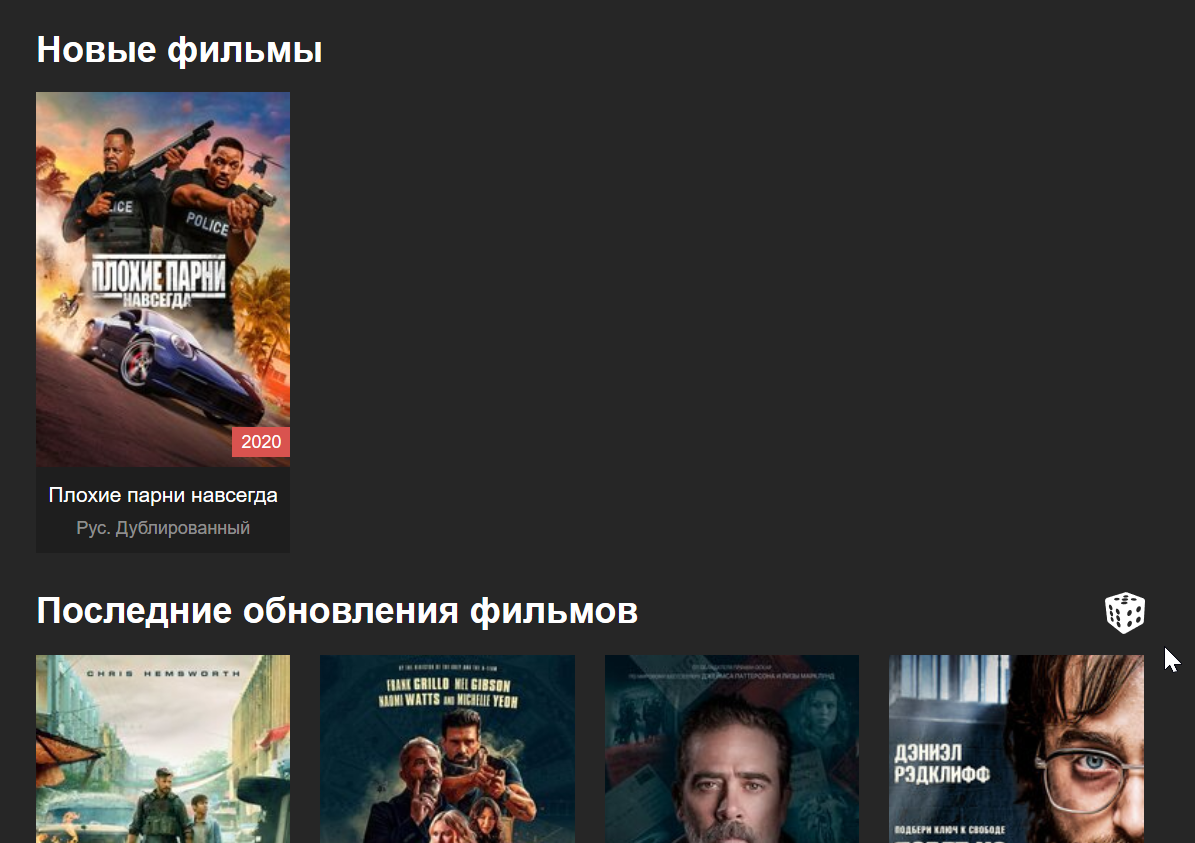 Новые фильмы
POLICE
ПЛОХИЕ ПАРНИ
НАВСЕГДА
2020
Плохие парни навсегда
Рус. Дублированный
Последние обновления фильмов
CHRIS HEMSWORTH
FRANK GRILLO MEL GIBSON
NAOMI WATTS AND MICHELLE YEOH
ДЭНИЭЛ
РЭДКЛИФФ
ПОДБЕРИ КЛЮЧ К СВОБОДЕ